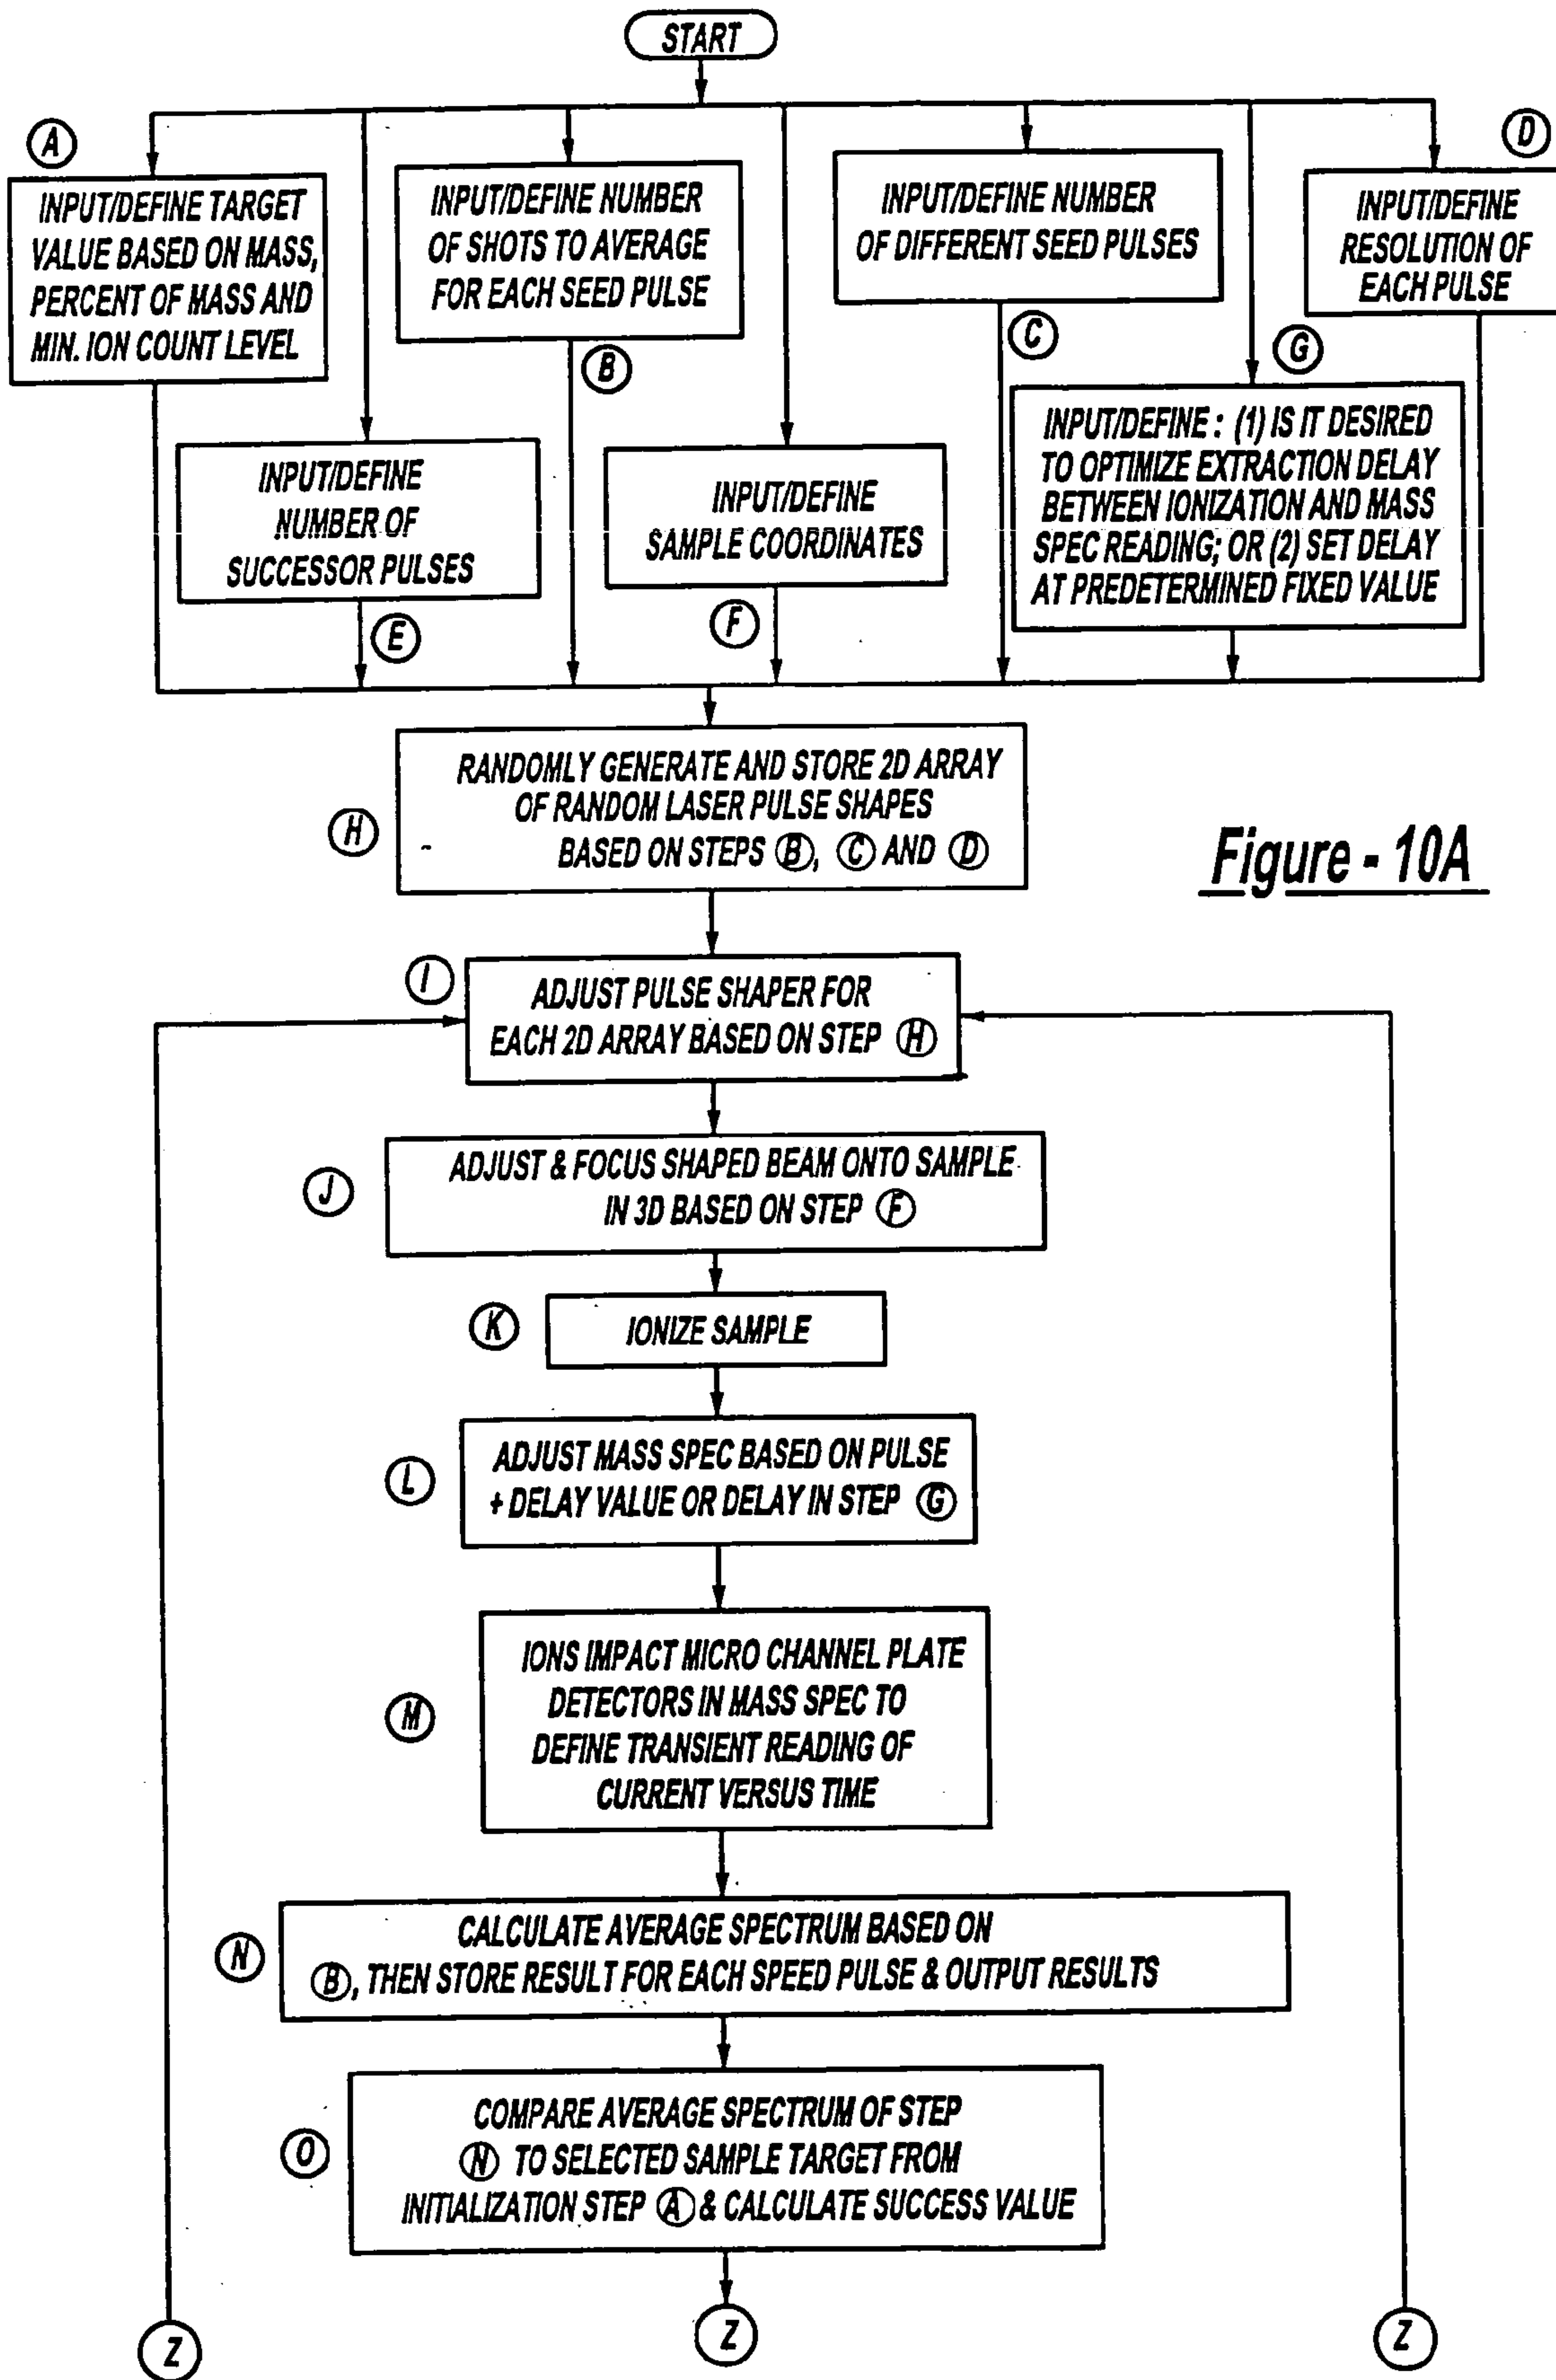 START
A
INPUT/DEFINE TARGET
VALUE BASED ON MASS,
PERCENT OF MASS AND
MIN. ION COUNT LEVEL
INPUT/DEFINE NUMBER
OF SHOTS TO AVERAGE
FOR EACH SEED PULSE
B
INPUT/DEFINE NUMBER
OF DIFFERENT SEED PULSES
C
D
INPUT/DEFINE
RESOLUTION OF
EACH PULSE
INPUT/DEFINE
NUMBER OF
SUCCESSOR PULSES
E
INPUT/DEFINE
SAMPLE COORDINATES
F
G
INPUT/DEFINE : (1) IS IT DESIRED
TO OPTIMIZE EXTRACTION DELAY
BETWEEN IONIZATION AND MASS
SPEC READING; OR (2) SET DELAY
AT PREDETERMINED FIXED VALUE
H
RANDOMLY GENERATE AND STORE 2D ARRAY
OF RANDOM LASER PULSE SHAPES
BASED ON STEPS B, C AND D
Figure - 10A
I
ADJUST PULSE SHAPER FOR
EACH 2D ARRAY BASED ON STEP H
J
ADJUST & FOCUS SHAPED BEAM ONTO SAMPLE
IN 3D BASED ON STEP F
K
IONIZE SAMPLE
L
ADJUST MASS SPEC BASED ON PULSE
+ DELAY VALUE OR DELAY IN STEP G
M
IONS IMPACT MICRO CHANNEL PLATE
DETECTORS IN MASS SPEC TO
DEFINE TRANSIENT READING OF
CURRENT VERSUS TIME
N
CALCULATE AVERAGE SPECTRUM BASED ON
B, THEN STORE RESULT FOR EACH SPEED PULSE & OUTPUT RESULTS
O
COMPARE AVERAGE SPECTRUM OF STEP
N TO SELECTED SAMPLE TARGET FROM
INITIALIZATION STEP A & CALCULATE SUCCESS VALUE
Z
Z
Z